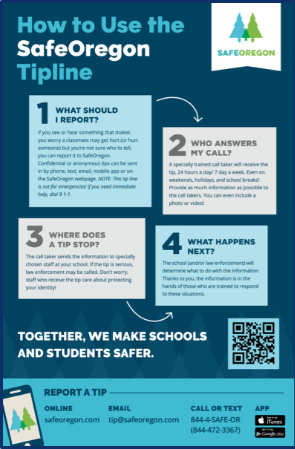 How to Use the
SafeOregon
Tipline
SAFEOREGON
1 WHAT SHOULD
I REPORT?
If you see or hear something that makes
you worry a classmate may get hurt (or hurt
someone) but you're not sure who to tell,
you can report it to SafeOregon.
Confidential or anonymous tips can be sent
in by phone, text, email, mobile app or on
the SafeOregon webpage. NOTE: This tip line
is not for emergencies! If you need immediate
help, dial 9-1-1.
2 WHO ANSWERS
MY CALL?
A specially trained call taker will receive the
tip, 24 hours a day/ 7 day a week. Even on
weekends, holidays, and school breaks!
Provide as much information as possible to
the call takers. You can even include a
photo or video!
3 WHERE DOES
A TIP STOP?
The call taker sends the information to specially
chosen staff at your school. If the tip is serious,
law enforcement may be called. Don't worry,
staff who receive the tip care about protecting
your identity!
4 WHAT HAPPENS
NEXT?
The school (and/or law enforcement) will
determine what to do with the information.
Thanks to you, the information is in the
hands of those who are trained to respond
to these situations.
TOGETHER, WE MAKE SCHOOLS
AND STUDENTS SAFER.
REPORT A TIP
ONLINE
safeoregon.com
EMAIL
tip@safeoregon.com
CALL OR TEXT
844-4-SAFE-OR
(844-472-3367)
APP
iTunes
Google play